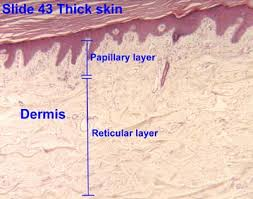 Slide 43 Thick skin
Papillary layer
Dermis
Reticular layer